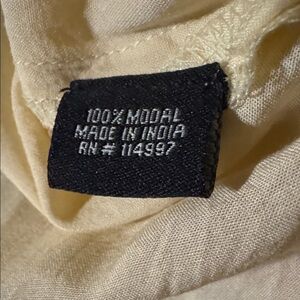 100% MODAL
MADE IN INDIA
RN # 114997